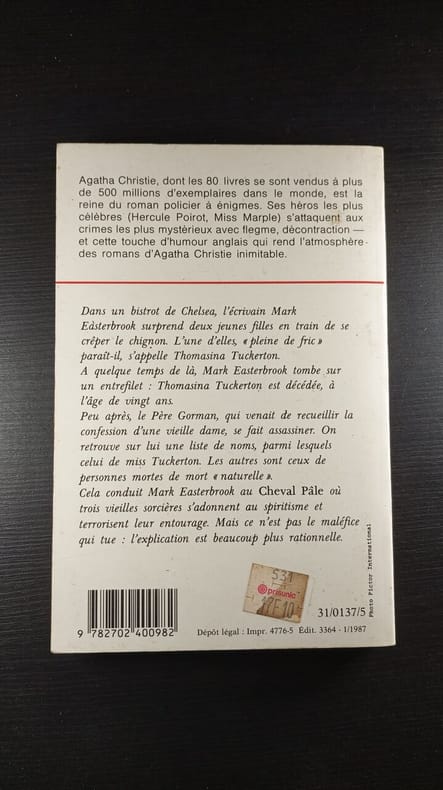 Agatha Christie, dont les 80 livres se sont vendus à plus
de 500 millions d'exemplaires dans le monde, est la
reine du roman policier à énigmes. Ses héros les plus
célèbres (Hercule Poirot, Miss Marple) s'attaquent aux
crimes les plus mystérieux avec flegme, décontraction —
et cette touche d'humour anglais qui rend l'atmosphère
des romans d'Agatha Christie inimitable.
Dans un bistrot de Chelsea, l'écrivain Mark
Easterbrook surprend deux jeunes filles en train de se
crêper le chignon. L'une d'elles, « pleine de fric »
paraît-il, s'appelle Thomasina Tuckerton.
A quelque temps de là, Mark Easterbrook tombe sur
un entrefilet : Thomasina Tuckerton est décédée, à
l'âge de vingt ans.
Peu après, le Père Gorman, qui venait de recueillir la
confession d'une vieille dame, se fait assassiner. On
retrouve sur lui une liste de noms, parmi lesquels
celui de miss Tuckerton. Les autres sont ceux de
personnes mortes de mort « naturelle ».
Cela conduit Mark Easterbrook au Cheval Pâle où
trois vieilles sorcières s'adonnent au spiritisme et
terrorisent leur entourage. Mais ce n'est pas le maléfice
qui tue : l'explication est beaucoup plus rationnelle.
Photo Pictor International
531
prisunic
31/0137/5
9 782702 400982
Dépôt légal : Impr. 4776-5 Édit. 3364 - 1/1987